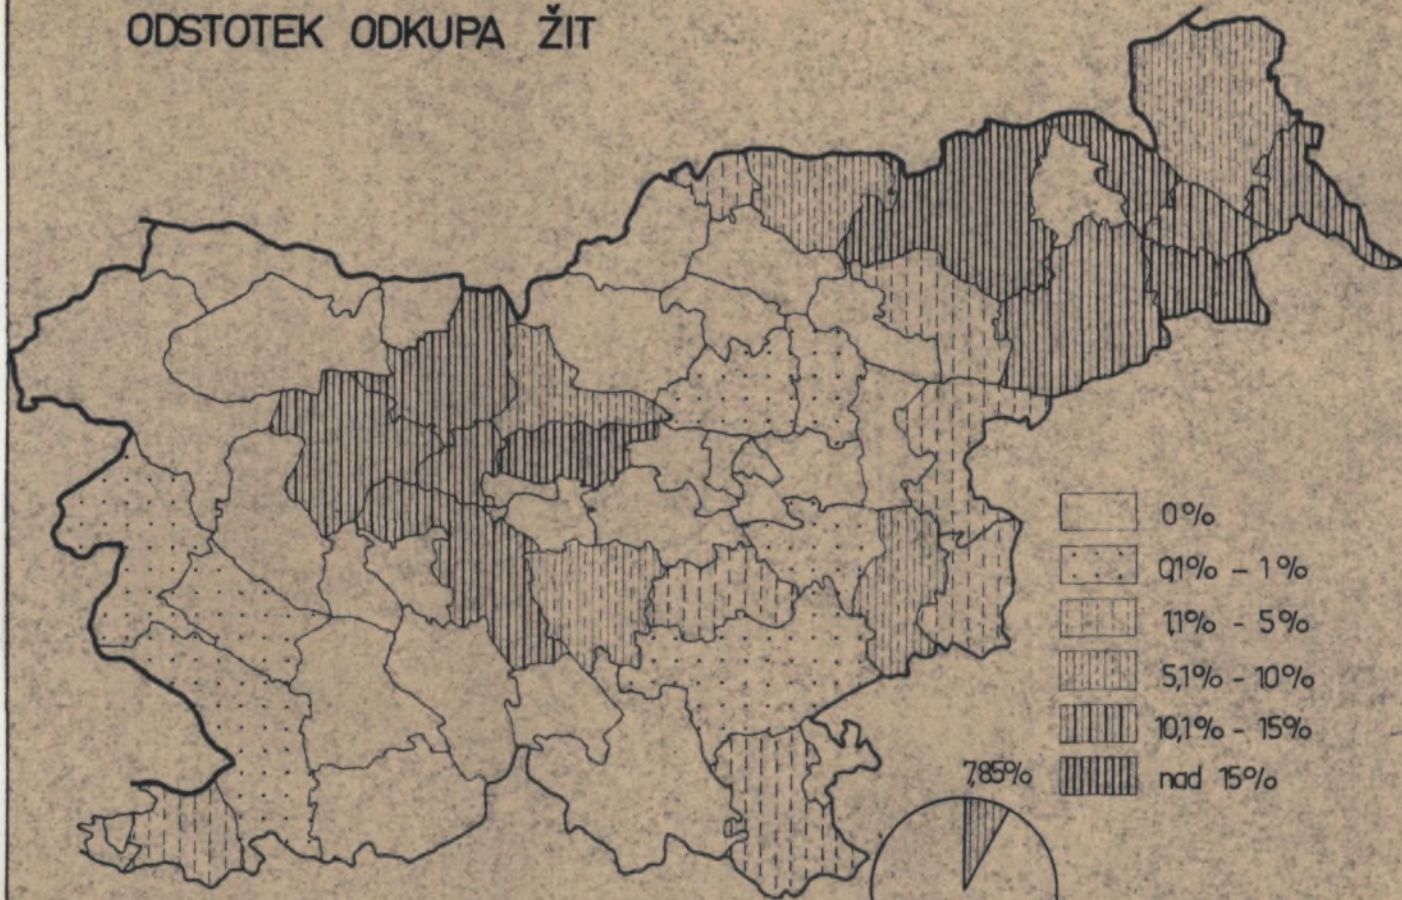 ODSTOTEK ODKUPA ŽIT
0%
0,1% - 1%
1,1% - 5%
5,1% - 10%
10,1% - 15%
nad 15%
7,85%